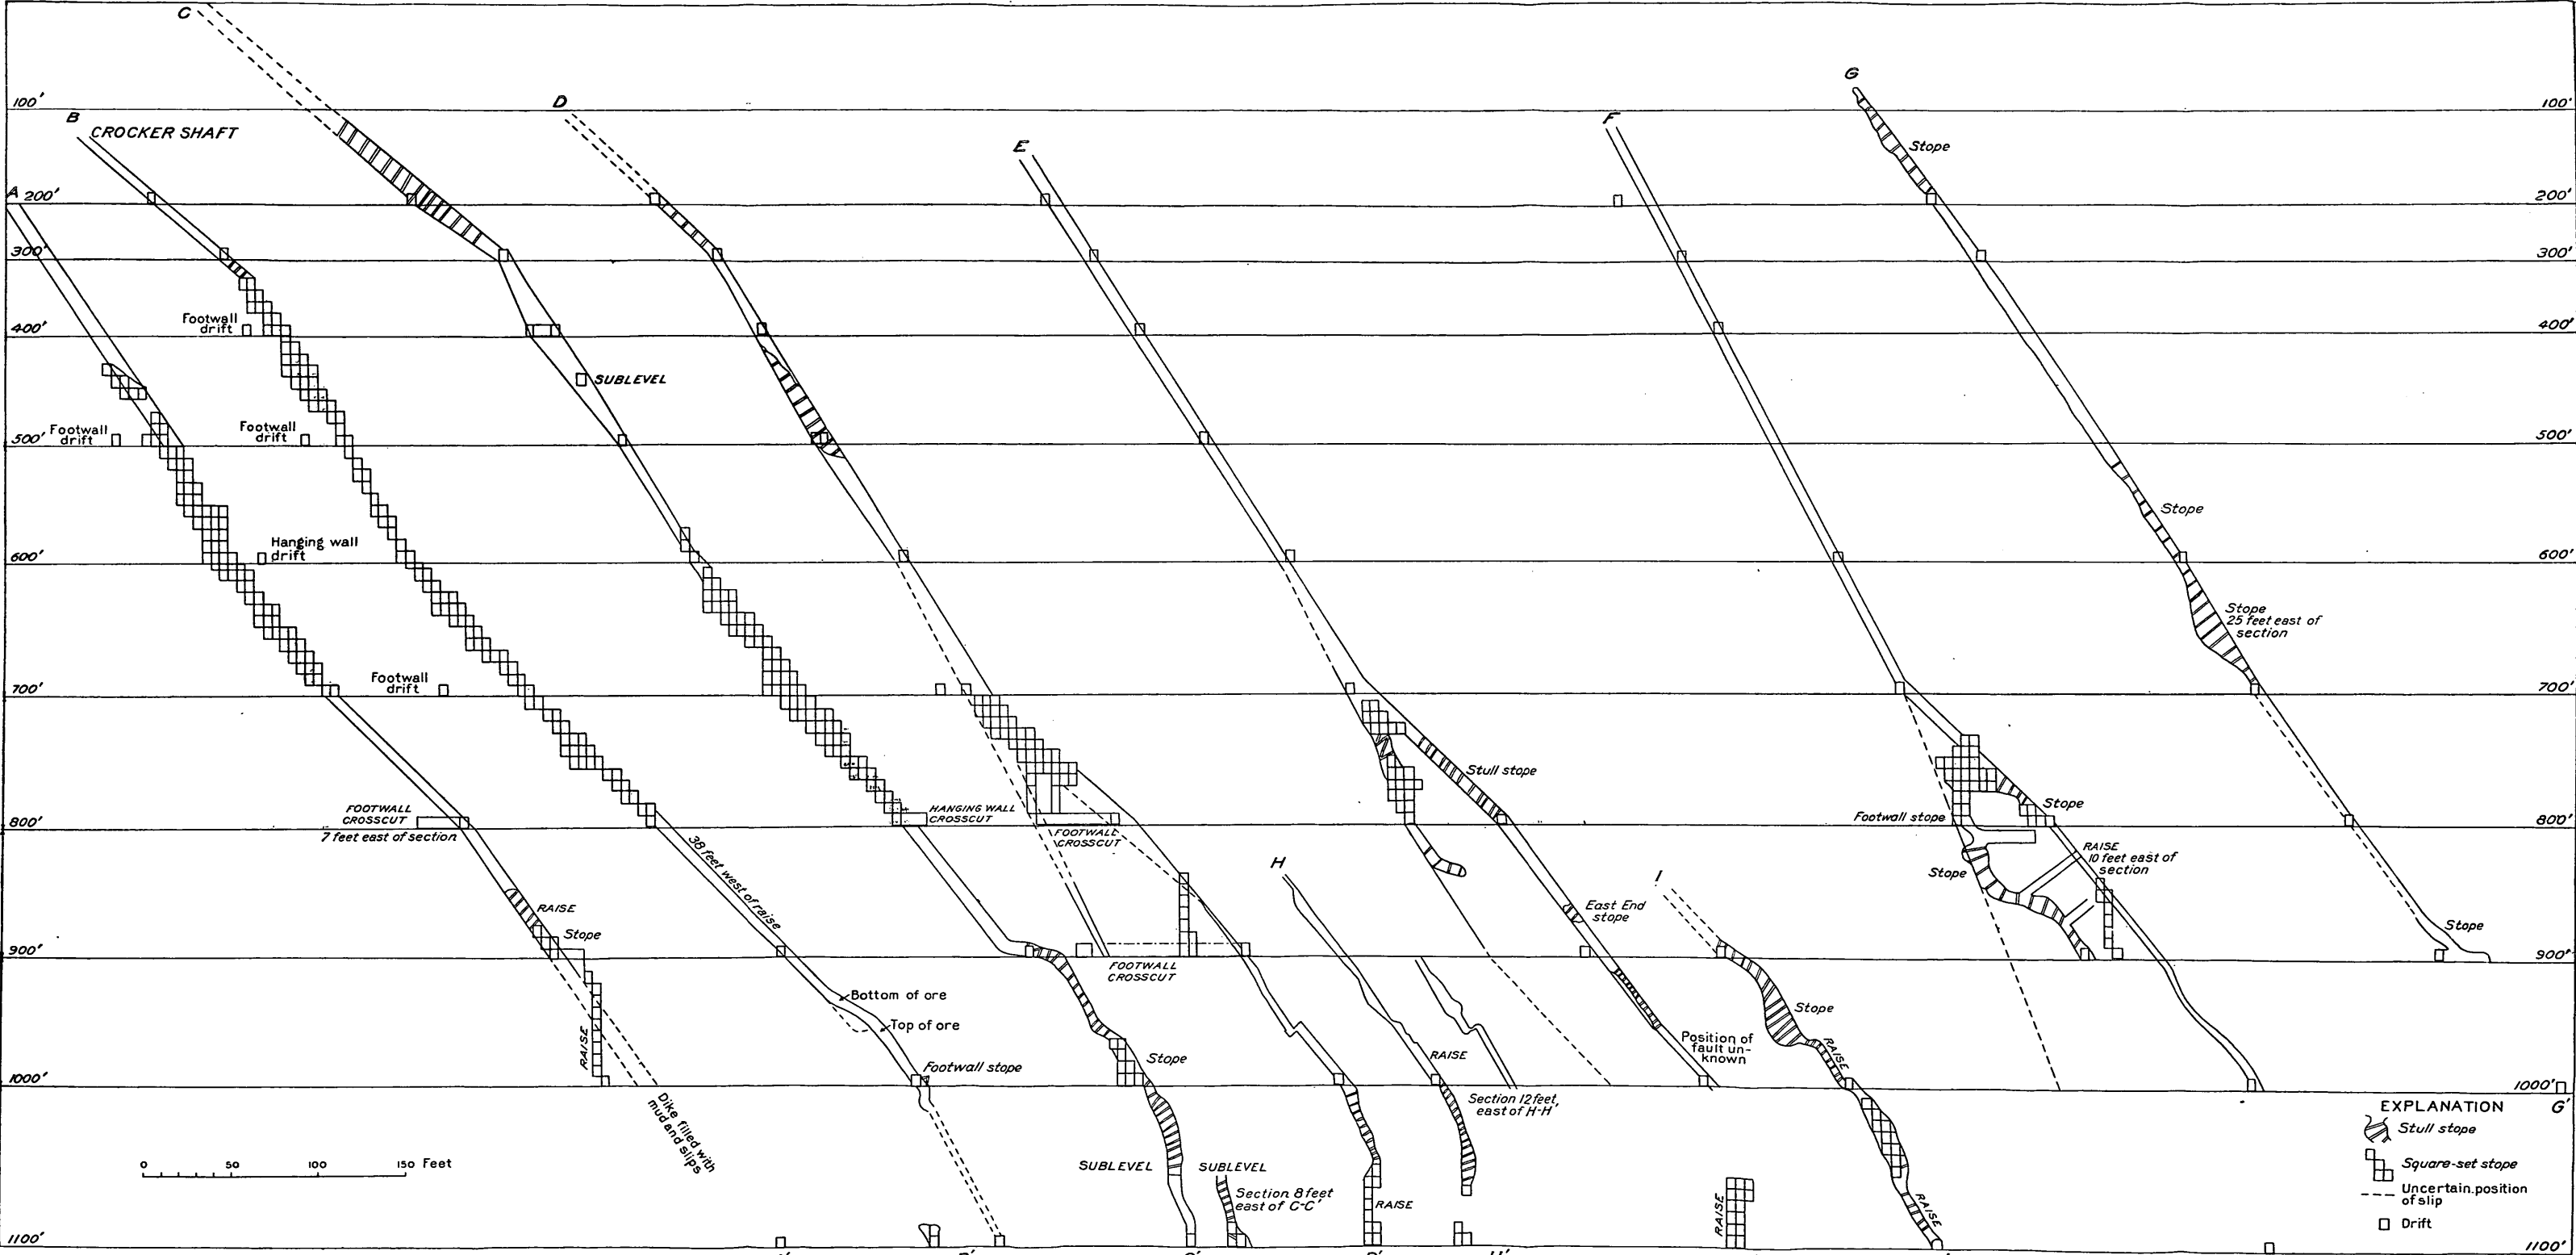 C
D
G
100'
100'
B
CROCKER SHAFT
F
E
Stope
A 200'
200'
300'
300'
Footwall
drift
400'
400'
SUBLEVEL
Footwall
drift
Footwall
drift
500'
500'
Stope
Hanging wall
drift
600'
600'
Stope
25 feet east of
section
Footwall
drift
700'
700'
Stull stope
FOOTWALL
CROSSCUT
7 feet east of section
HANGING WALL
CROSSCUT
Stope
Footwall stope
800'
800'
FOOTWALL
CROSSCUT
38 feet west of raise
H
I
RAISE
10 feet east of
section
Stope
RAISE
Stope
East End
stope
Stope
900'
900'
FOOTWALL
CROSSCUT
Bottom of ore
Top of ore
Stope
RAISE
Position of
fault un-
known
RAISE
RAISE
Footwall stope
Stope
1000'
1000'
Section 12 feet,
east of H-H'
G'
Dike filled with
mud and slips
EXPLANATION
Stull stope
Square-set stope
Uncertain position
of slip
Drift
0 50 100 150 Feet
SUBLEVEL
SUBLEVEL
Section 8 feet
east of C-C'
RAISE
RAISE
RAISE
1100'
1100'